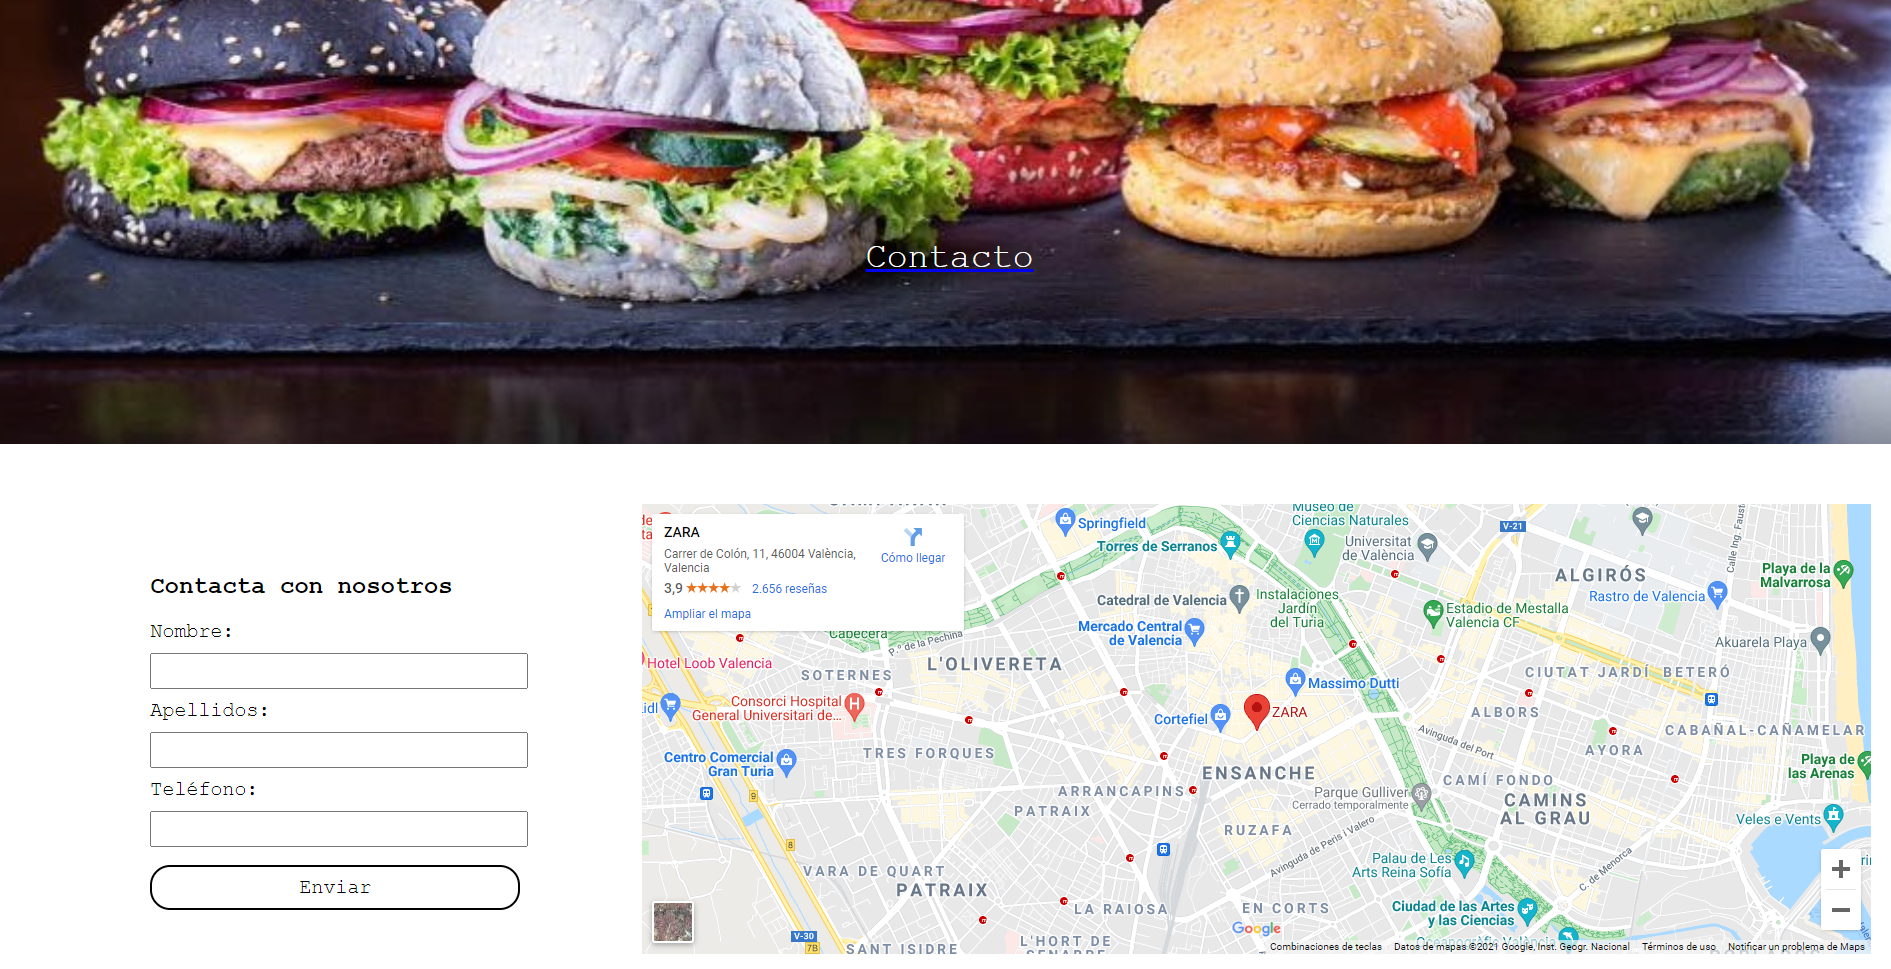 Contacto
Contacta con nosotros
Nombre:
Apellidos:
Teléfono:
Enviar
ZARA
Carrer de Colón, 11, 46004 València,
Valencia
Cómo llegar
3,9
2.656 reseñas
Ampliar el mapa
Springfield
Torres de Serranos
Museo de
Ciencias Naturales
Universitat
de València
V-21
ALGIRÓS
Playa de la
Malvarrosa
Rastro de Valencia
Catedral de Valencia
Instalaciones
Jardín
del Turia
Estadio de Mestalla
Valencia CF
Mercado Central
de Valencia
Akuarela Playa
Cabecera
P.º de la Pechina
Hotel Loob Valencia
L'OLIVERETA
SOTERNES
CIUTAT JARDÍ
BETERÓ
Massimo Dutti
Consorci Hospital
General Universitari de...
Lidl
Cortefiel
ZARA
ALBORS
CABAÑAL-CAÑAMELAR
Avinguda del Port
AYORA
TRES FORQUES
Centro Comercial
Gran Turia
Playa de
las Arenas
ENSANCHE
CAMÍ FONDO
ARRANCAPINS
Parque Gulliver
Cerrado temporalmente
CAMINS
AL GRAU
PATRAIX
9
RUZAFA
Avinguda de Peris i Valero
Veles e Vents
8
Palau de Les
Arts Reina Sofía
C. de Menorca
VARA DE QUART
PATRAIX
LA RAIOSA
EN CORTS
Ciudad de las Artes
y las Ciencias
Google
V-30
7B
SANT ISIDRE
L'HORT DE
SENABRE
Oceanogràfic València
Combinaciones de teclas
Datos de mapas ©2021 Google, Inst. Geogr. Nacional
Términos de uso
Notificar un problema de Maps